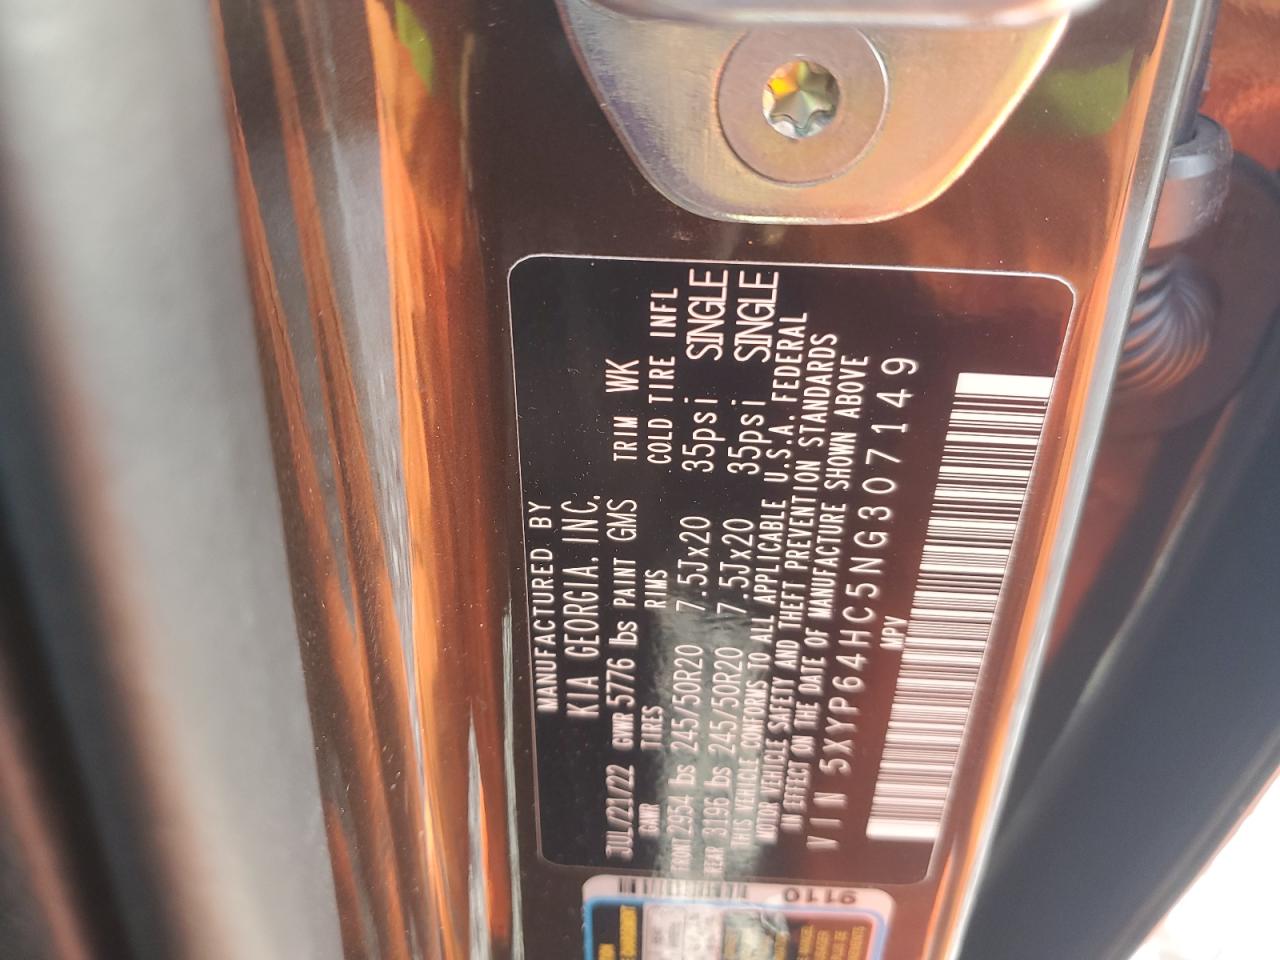 MANUFACTURED BY
KIA GEORGIA, INC.
JUL/21/22 GVWR 5776 lbs PAINT GMS TRIM WK
GAWR TIRES RIMS COLD TIRE INFL
FRONT 2954 lbs 245/50R20 7.5Jx20 35psi SINGLE
REAR 3196 lbs 245/50R20 7.5Jx20 35psi SINGLE
THIS VEHICLE CONFORMS TO ALL APPLICABLE U.S.A. FEDERAL
MOTOR VEHICLE SAFETY AND THEFT PREVENTION STANDARDS
IN EFFECT ON THE DATE OF MANUFACTURE SHOWN ABOVE
VIN 5XYP64HC5NG307149
MPV
9110